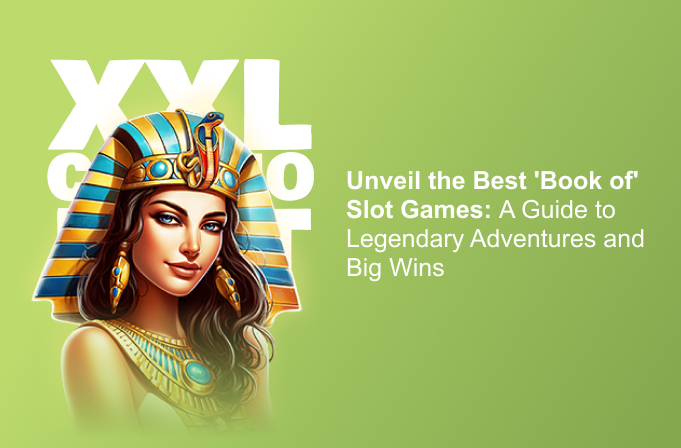 XXL
Unveil the Best 'Book of'
Slot Games: A Guide to
Legendary Adventures and
Big Wins